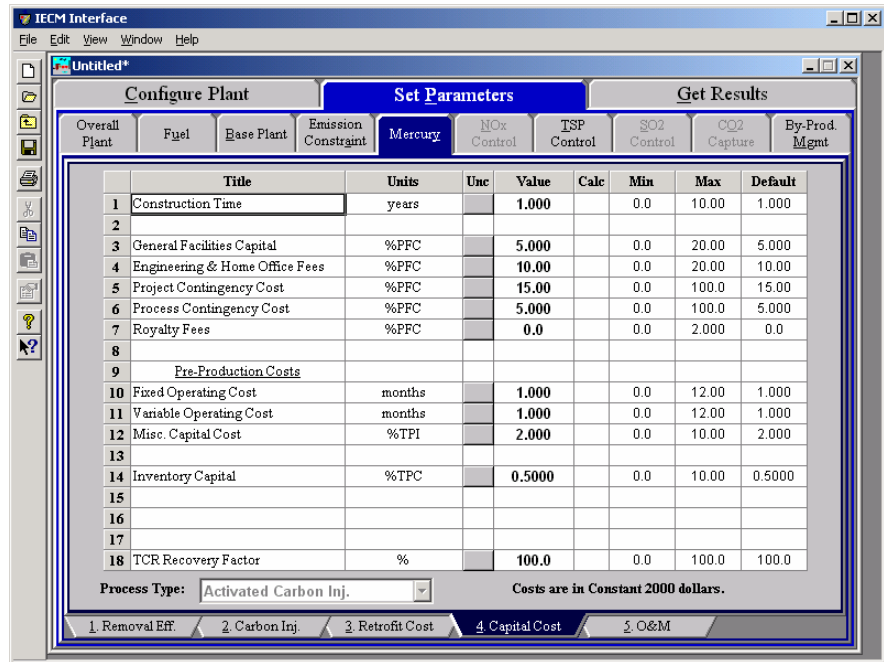 IECM Interface
File Edit View Window Help
Untitled*
Configure Plant Set Parameters Get Results
Overall Plant Fuel Base Plant Emission Constraint Mercury NOx Control TSP Control SO2 Control CO2 Capture By-Prod. Mgmt
Title Units Unc Value Calc Min Max Default
1 Construction Time years 1.000 0.0 10.00 1.000
2
3 General Facilities Capital %PFC 5.000 0.0 20.00 5.000
4 Engineering & Home Office Fees %PFC 10.00 0.0 20.00 10.00
5 Project Contingency Cost %PFC 15.00 0.0 100.0 15.00
6 Process Contingency Cost %PFC 5.000 0.0 100.0 5.000
7 Royalty Fees %PFC 0.0 0.0 2.000 0.0
8
9 Pre-Production Costs
10 Fixed Operating Cost months 1.000 0.0 12.00 1.000
11 Variable Operating Cost months 1.000 0.0 12.00 1.000
12 Misc. Capital Cost %TPI 2.000 0.0 10.00 2.000
13
14 Inventory Capital %TPC 0.5000 0.0 10.00 0.5000
15
16
17
18 TCR Recovery Factor % 100.0 0.0 100.0 100.0
Process Type: Activated Carbon Inj. Costs are in Constant 2000 dollars.
1. Removal Eff. 2. Carbon Inj. 3. Retrofit Cost 4. Capital Cost 5. O&M